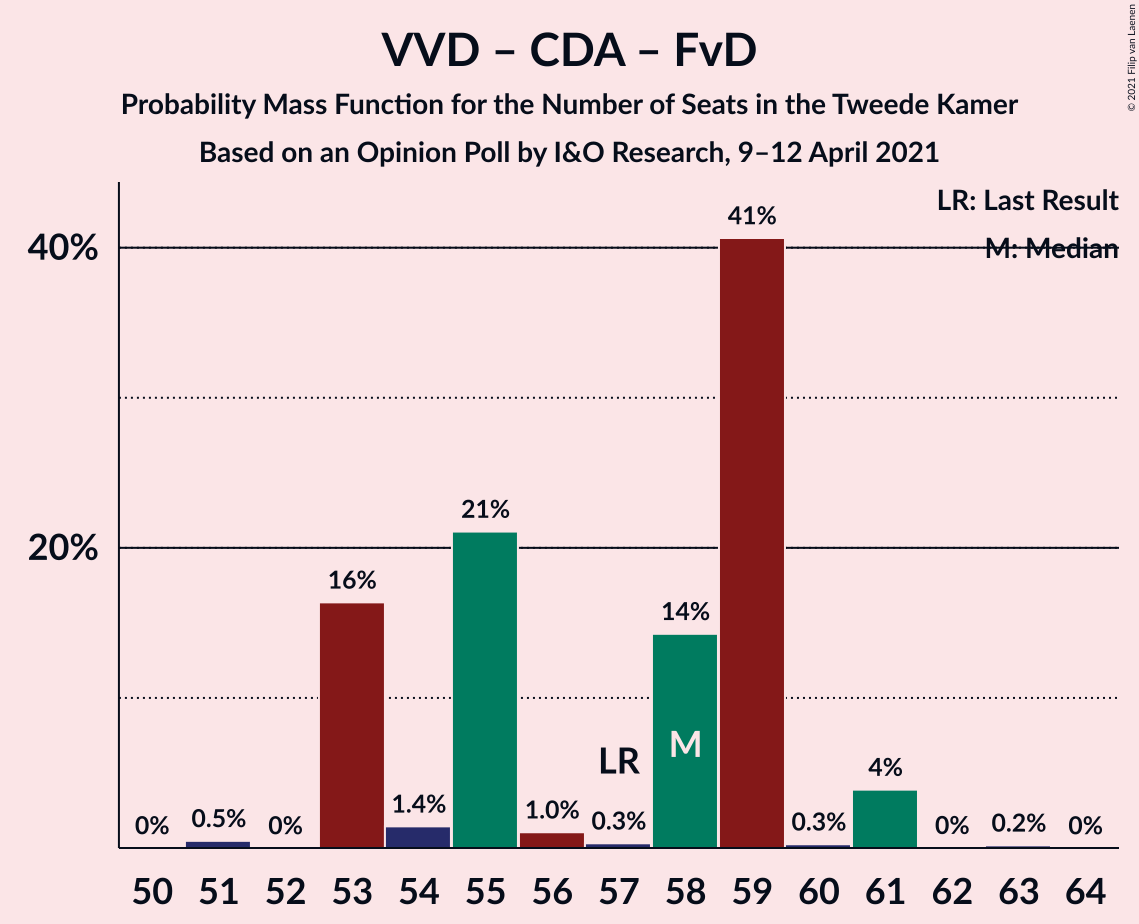 VVD – CDA – FvD
Probability Mass Function for the Number of Seats in the Tweede Kamer
Based on an Opinion Poll by I&O Research, 9–12 April 2021
© 2021 Filip van Laenen
LR: Last Result
M: Median
40%
20%
0%
0.5%
0%
16%
1.4%
21%
1.0%
0.3%
14%
41%
0.3%
4%
0%
0.2%
0%
LR
M
50 51 52 53 54 55 56 57 58 59 60 61 62 63 64